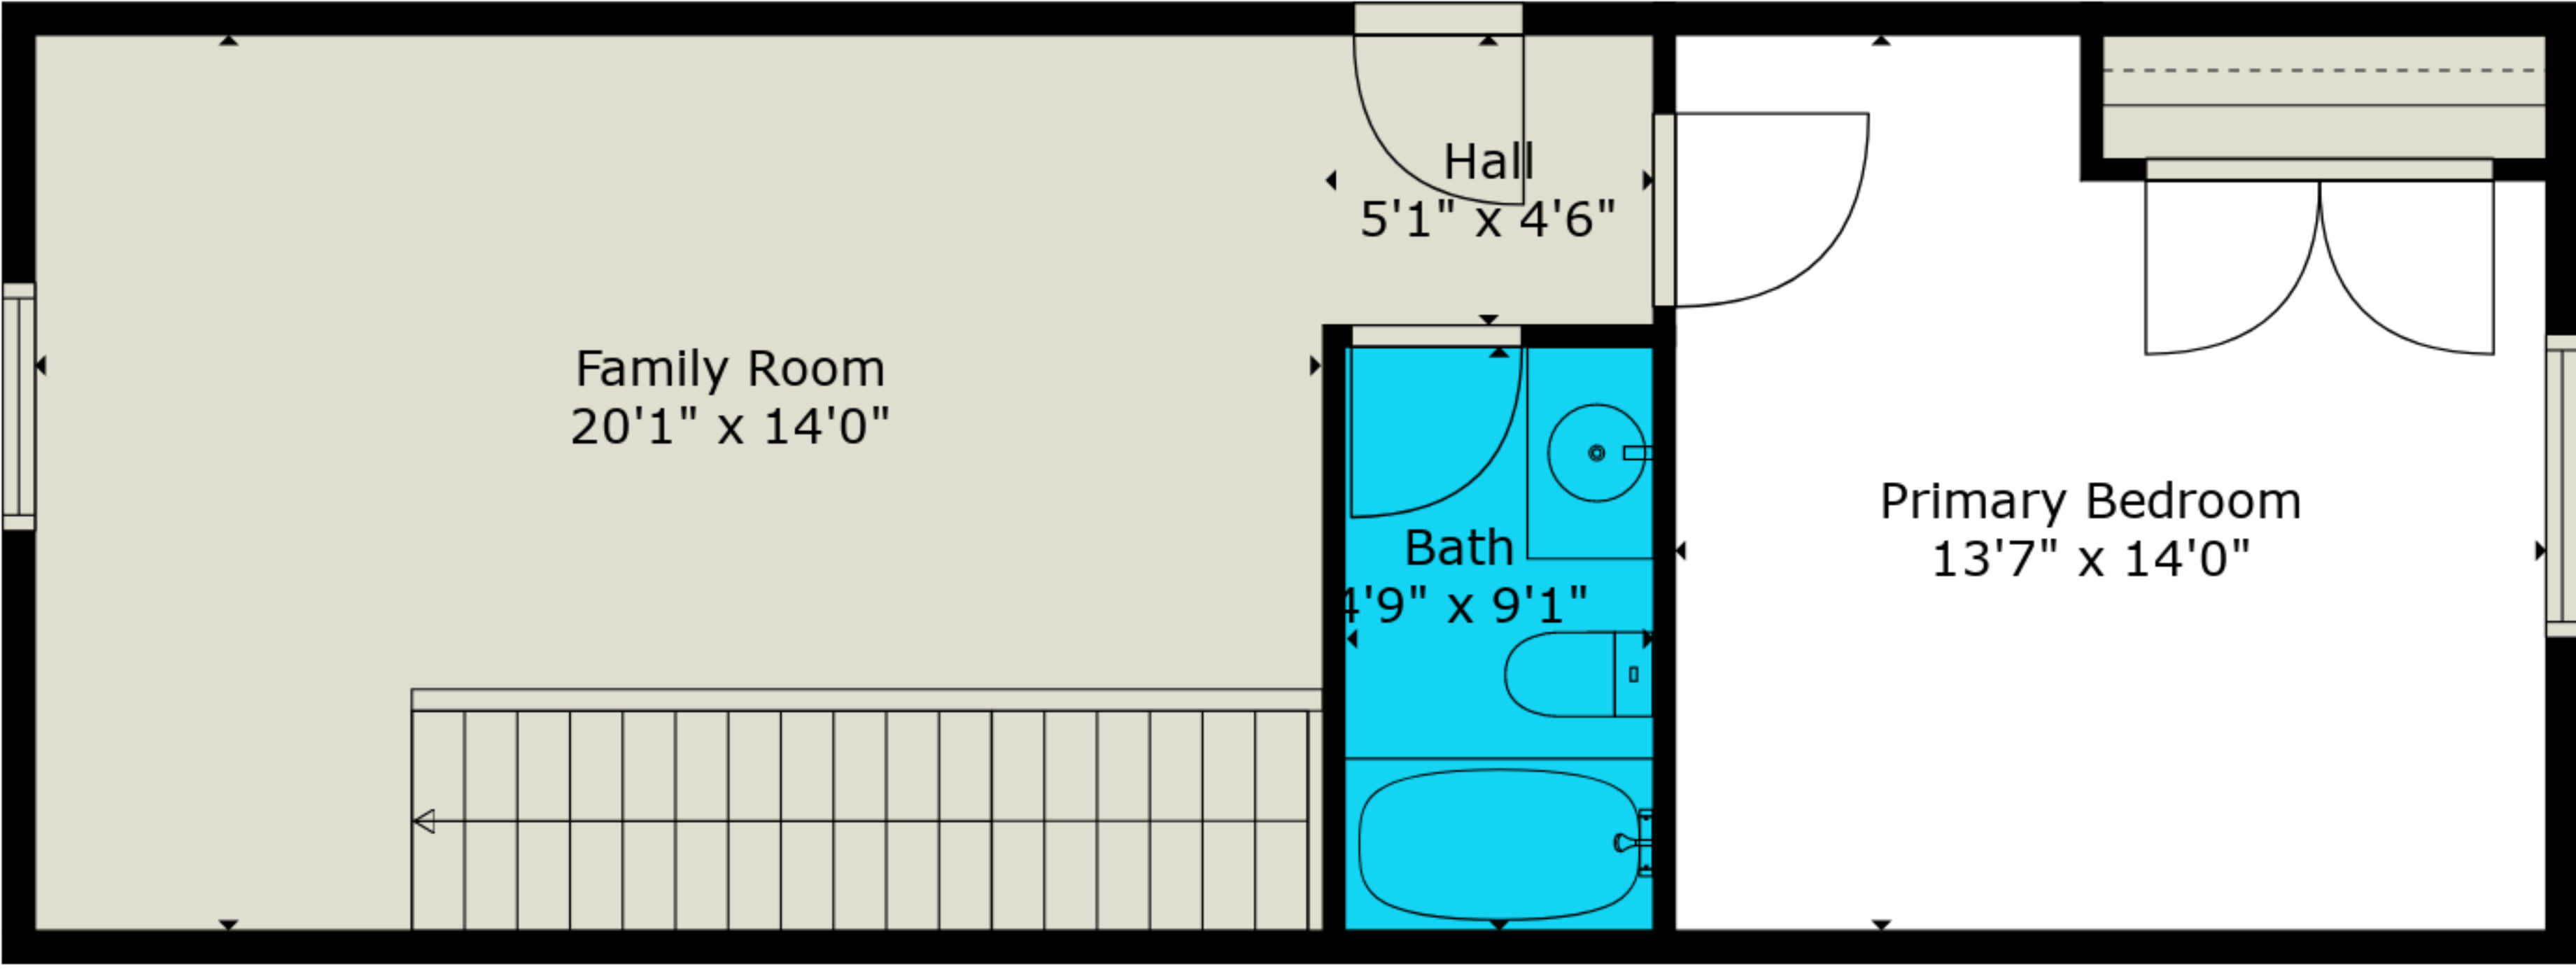 Hall
5'1" x 4'6"
Family Room
20'1" x 14'0"
Primary Bedroom
13'7" x 14'0"
Bath
4'9" x 9'1"